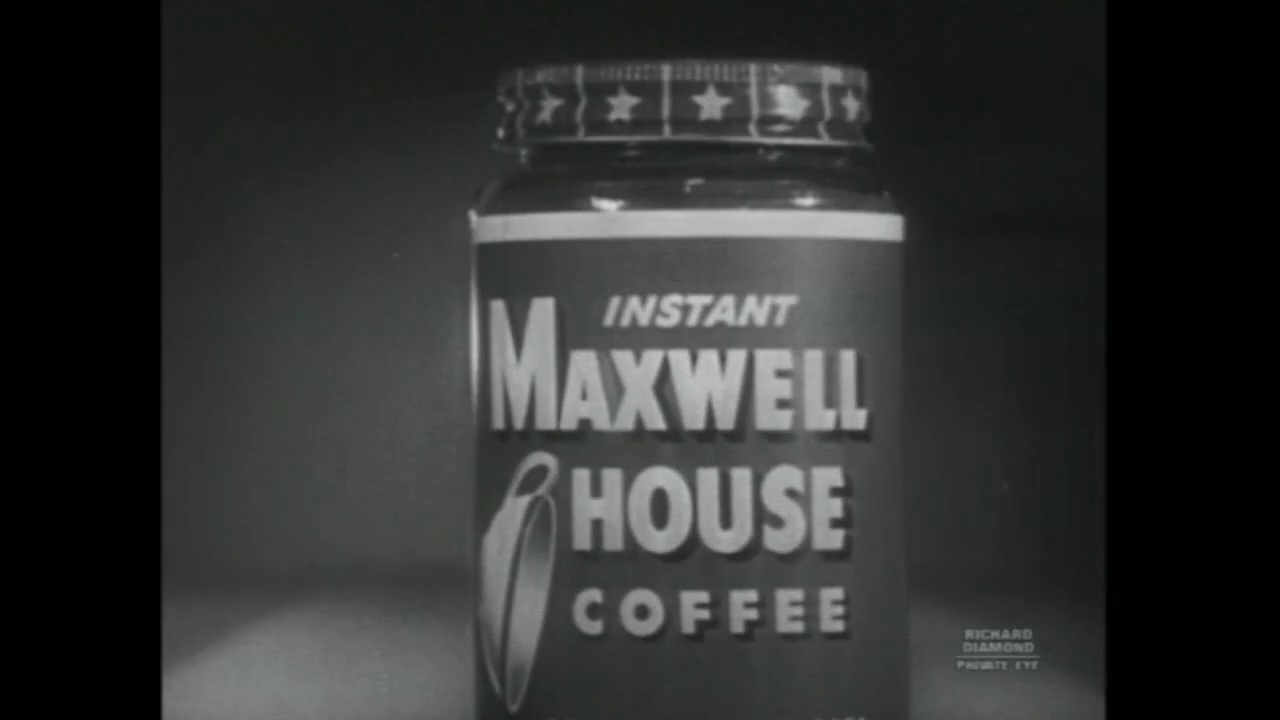 INSTANT
MAXWELL
HOUSE
COFFEE
RICHARD
DIAMOND
PRIVATE EYE